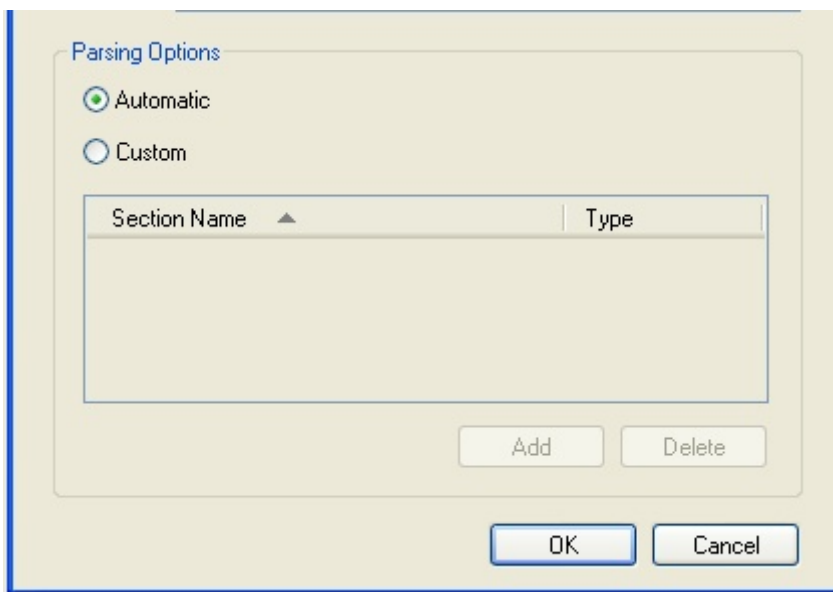 Parsing Options
Automatic
Custom
Section Name Type
Add Delete
OK Cancel